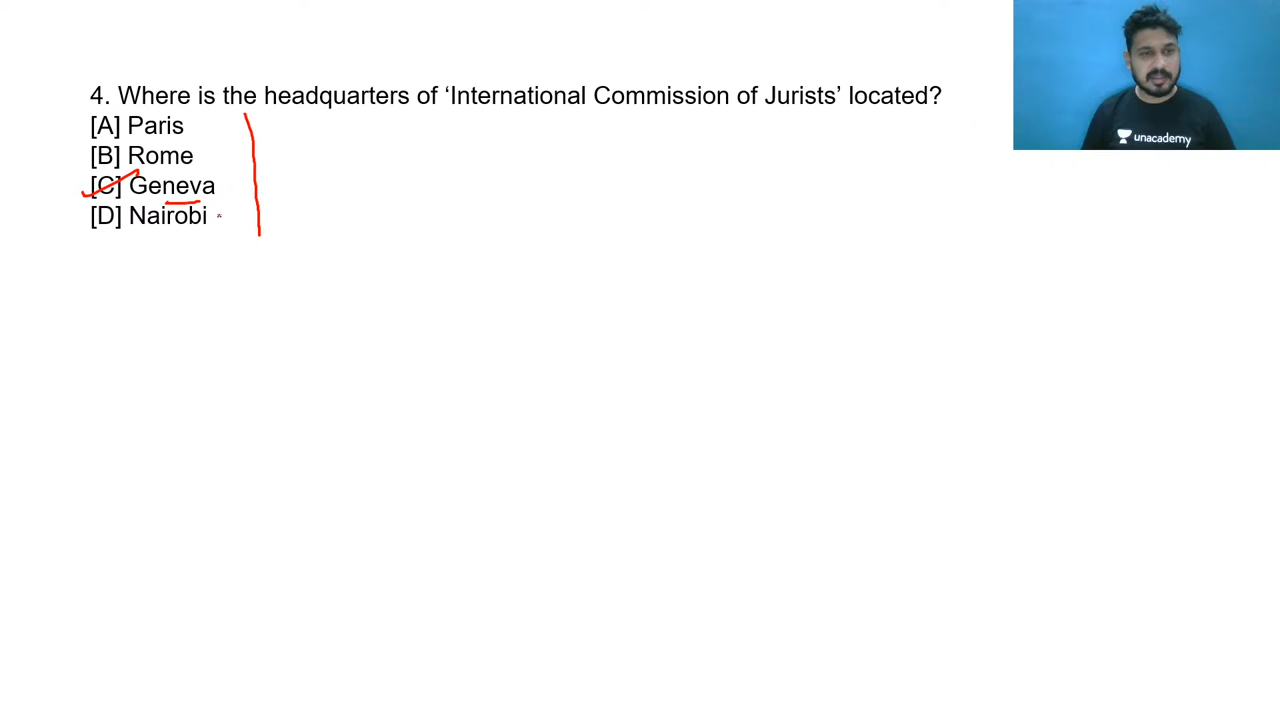 4. Where is the headquarters of ‘International Commission of Jurists’ located?
[A] Paris
[B] Rome
[C] Geneva
[D] Nairobi
unacademy